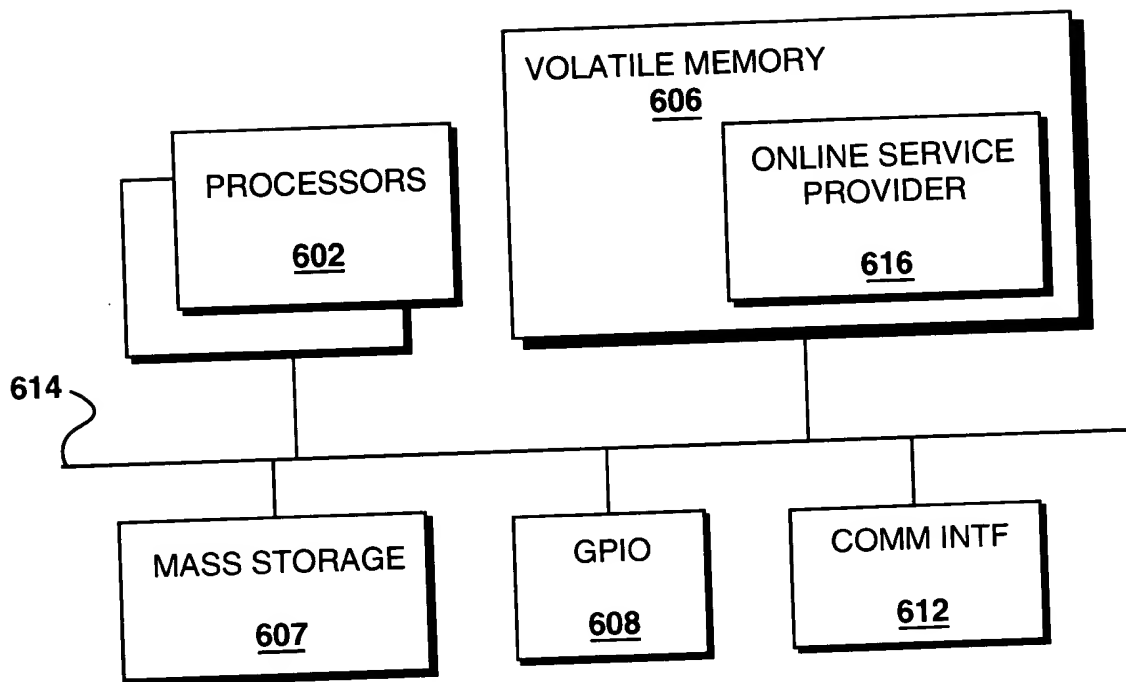 VOLATILE MEMORY
606
ONLINE SERVICE
PROVIDER
616
PROCESSORS
602
614
MASS STORAGE
607
GPIO
608
COMM INTF
612